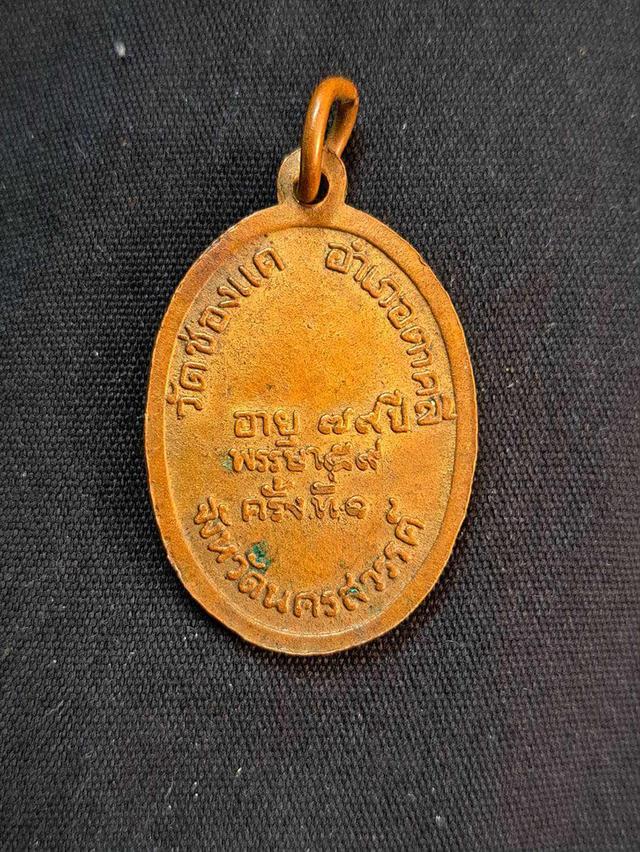 วัดช่องแค อำเภอตาคลี
อายุ ๗๙ปี
พรรษา๕๙
ครั้งที่๑
จังหวัดนครสวรรค์